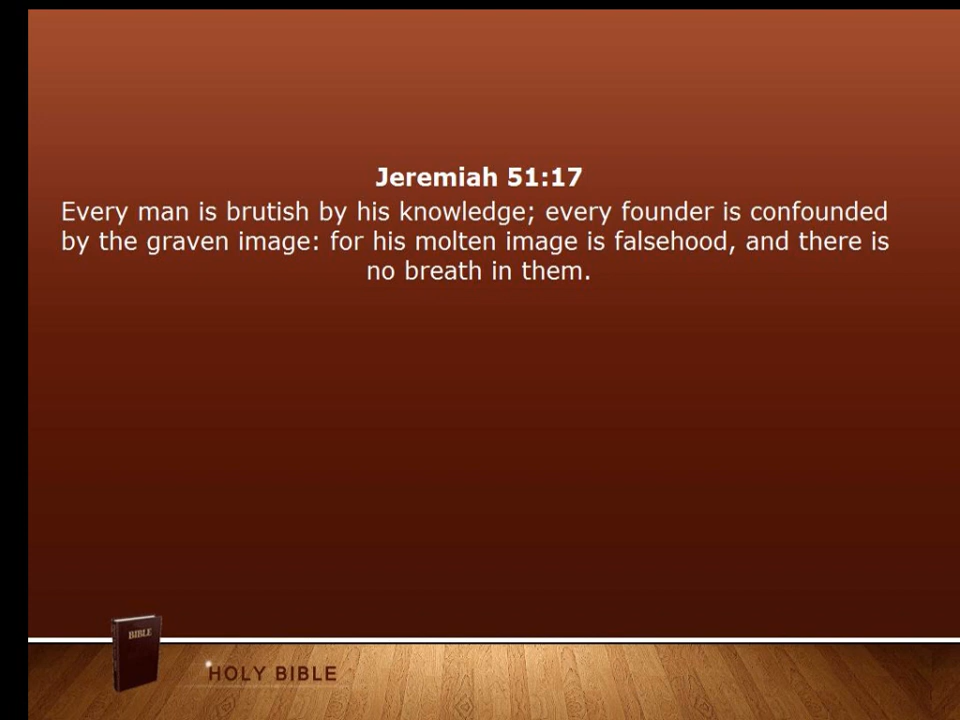 Jeremiah 51:17
Every man is brutish by his knowledge; every founder is confounded
by the graven image: for his molten image is falsehood, and there is
no breath in them.
BIBLE
HOLY BIBLE